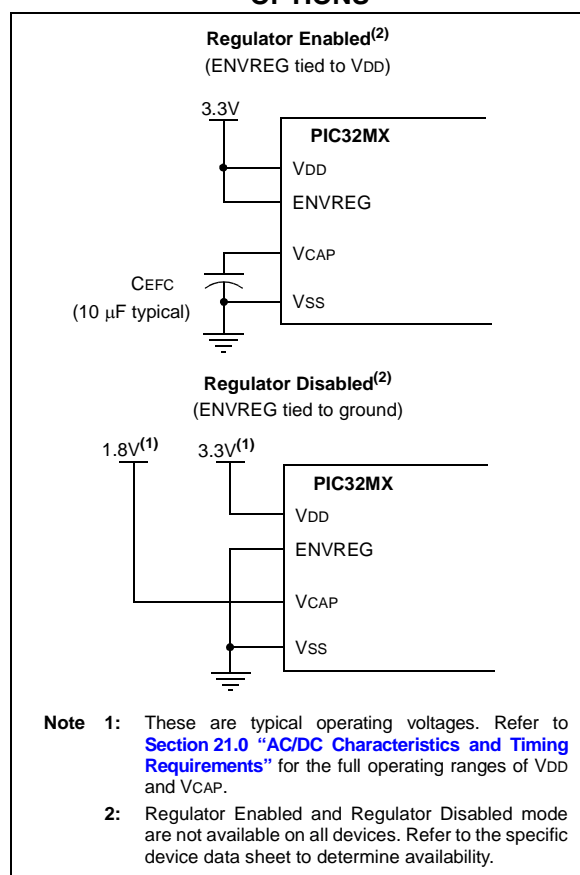 OPTIONS
Regulator Enabled(2)
(ENVREG tied to VDD)
3.3V
PIC32MX
VDD
ENVREG
VCAP
CEFC
(10 μF typical)
VSS
Regulator Disabled(2)
(ENVREG tied to ground)
1.8V(1) 3.3V(1)
PIC32MX
VDD
ENVREG
VCAP
VSS
Note 1: These are typical operating voltages. Refer to
Section 21.0 “AC/DC Characteristics and Timing
Requirements” for the full operating ranges of VDD
and VCAP.
2: Regulator Enabled and Regulator Disabled mode
are not available on all devices. Refer to the specific
device data sheet to determine availability.